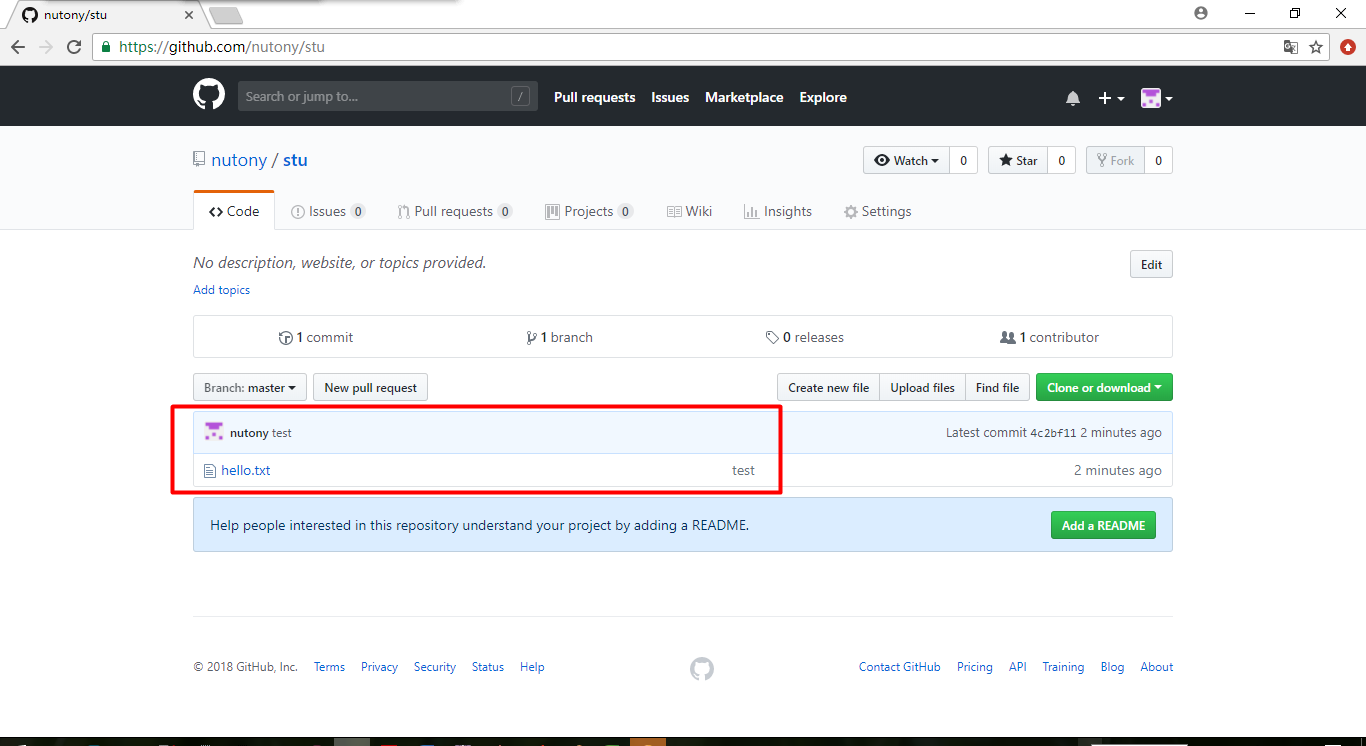 nutony/stu
https://github.com/nutony/stu
Search or jump to... / Pull requests Issues Marketplace Explore
nutony / stu Watch 0 Star 0 Fork 0
Code Issues 0 Pull requests 0 Projects 0 Wiki Insights Settings
No description, website, or topics provided. Edit
Add topics
1 commit 1 branch 0 releases 1 contributor
Branch: master New pull request Create new file Upload files Find file Clone or download
nutony test Latest commit 4c2bf11 2 minutes ago
hello.txt test 2 minutes ago
Help people interested in this repository understand your project by adding a README. Add a README
© 2018 GitHub, Inc. Terms Privacy Security Status Help Contact GitHub Pricing API Training Blog About